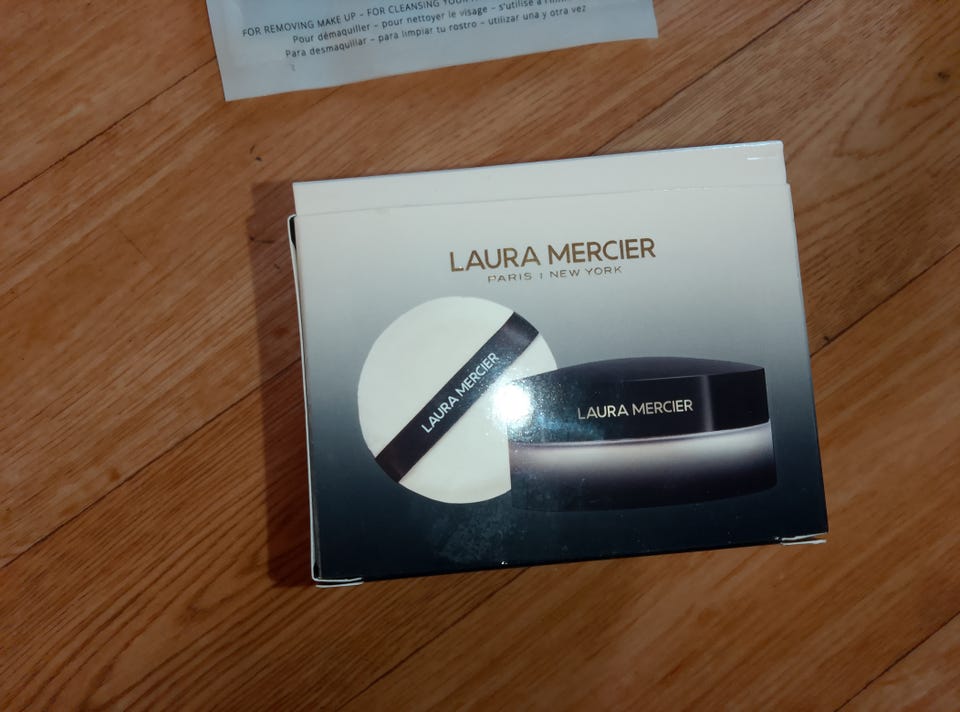 FOR REMOVING MAKE UP – FOR CLEANSING YOUR
Pour démaquiller – pour nettoyer le visage – s'utilise à
Para desmaquillar – para limpiar tu rostro – utilizar una y otra vez
LAURA MERCIER
PARIS | NEW YORK
LAURA MERCIER
LAURA MERCIER